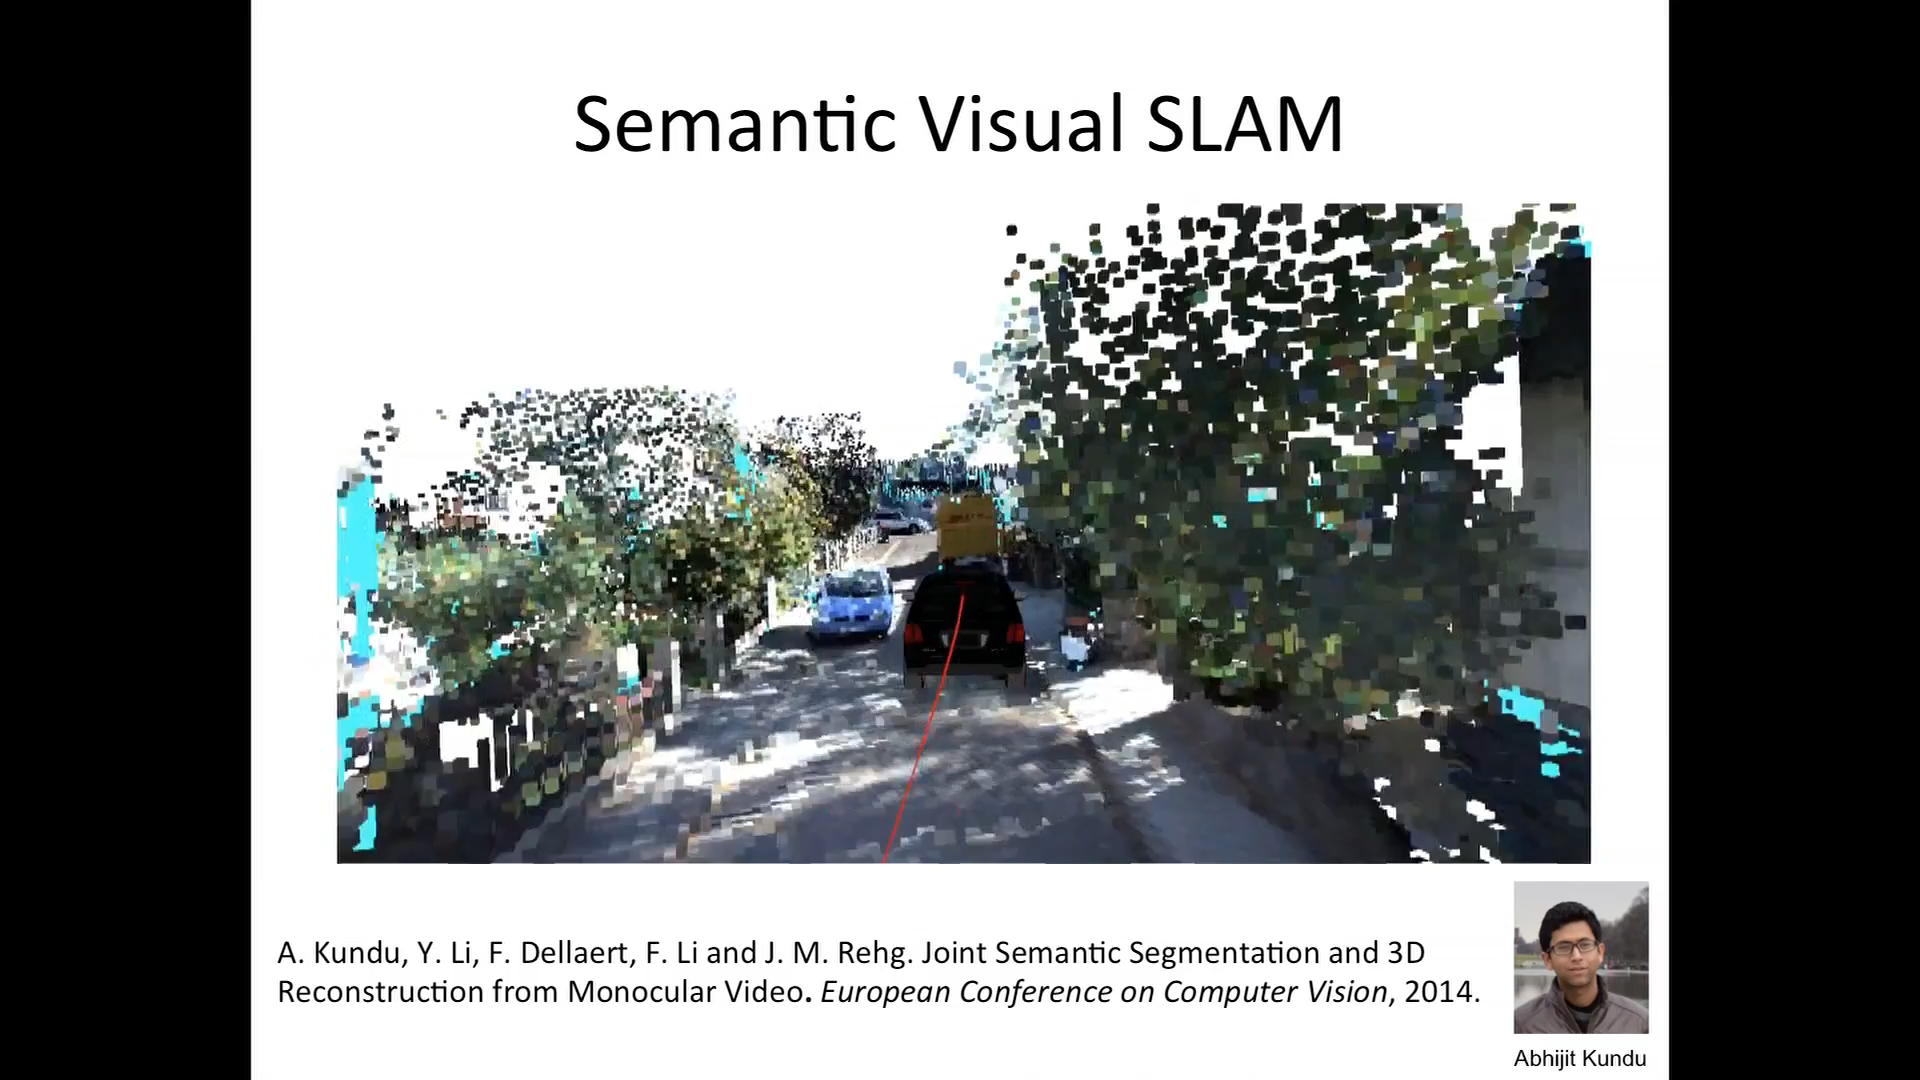 Semantic Visual SLAM
A. Kundu, Y. Li, F. Dellaert, F. Li and J. M. Rehg. Joint Semantic Segmentation and 3D
Reconstruction from Monocular Video. European Conference on Computer Vision, 2014.
Abhijit Kundu